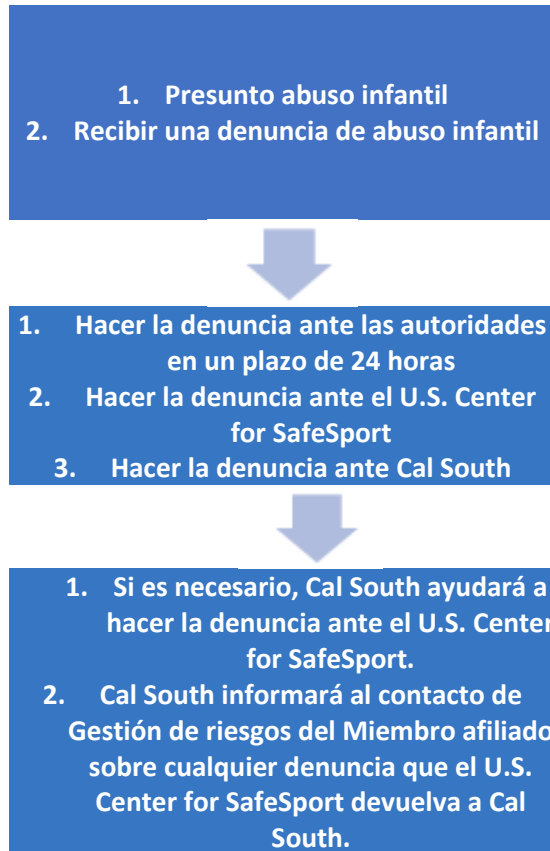 1. Presunto abuso infantil
2. Recibir una denuncia de abuso infantil
1. Hacer la denuncia ante las autoridades
en un plazo de 24 horas
2. Hacer la denuncia ante el U.S. Center
for SafeSport
3. Hacer la denuncia ante Cal South
1. Si es necesario, Cal South ayudará a
hacer la denuncia ante el U.S. Center
for SafeSport.
2. Cal South informará al contacto de
Gestión de riesgos del Miembro afiliado
sobre cualquier denuncia que el U.S.
Center for SafeSport devuelva a Cal
South.